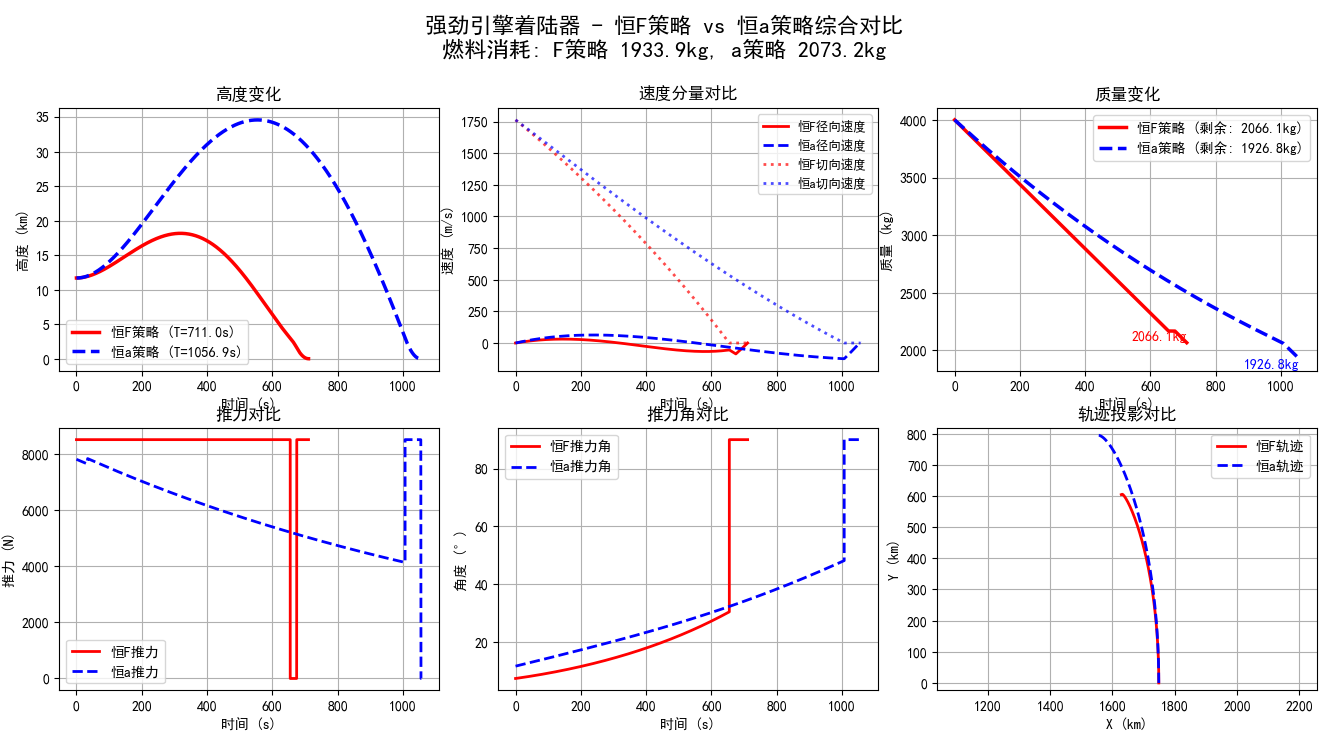 强劲引擎着陆器 - 恒F策略 vs 恒a策略综合对比
燃料消耗: F策略 1933.9kg, a策略 2073.2kg
高度变化
35
30
25
20
15
10
5
0
高度 (km)
恒F策略 (T=711.0s)
恒a策略 (T=1056.9s)
0 200 400 600 800 1000
时间 (s)
速度分量对比
1750
1500
1250
1000
750
500
250
0
速度 (m/s)
恒F径向速度
恒a径向速度
恒F切向速度
恒a切向速度
0 200 400 600 800 1000
时间 (s)
质量变化
4000
3500
3000
2500
2000
质量 (kg)
恒F策略 (剩余: 2066.1kg)
恒a策略 (剩余: 1926.8kg)
2066.1kg
1926.8kg
0 200 400 600 800 1000
时间 (s)
推力对比
8000
6000
4000
2000
0
推力 (N)
恒F推力
恒a推力
0 200 400 600 800 1000
时间 (s)
推力角对比
80
60
40
20
角度 (°)
恒F推力角
恒a推力角
0 200 400 600 800 1000
时间 (s)
轨迹投影对比
800
700
600
500
400
300
200
100
0
Y (km)
恒F轨迹
恒a轨迹
1200 1400 1600 1800 2000 2200
X (km)